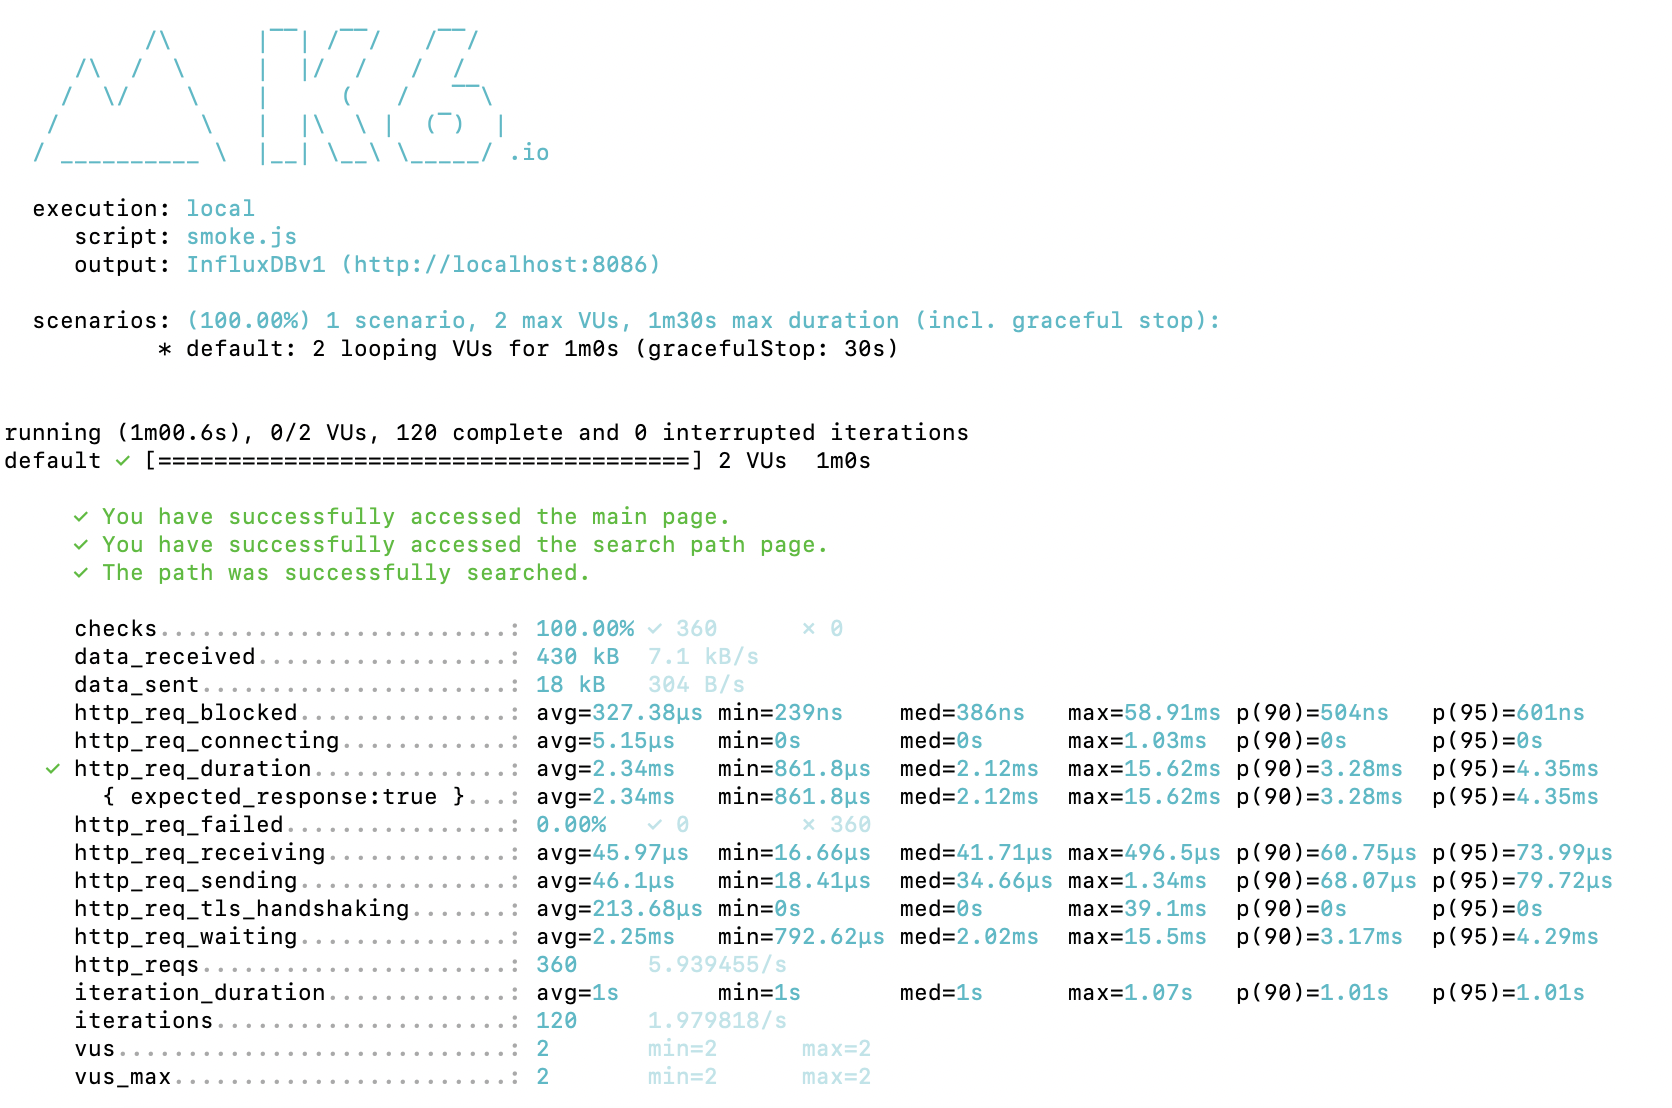 /\      |‾‾| /‾‾/   /‾‾/
     /\  /  \     |  |/  /   /  /
    /  \/    \    |     (   /   ‾‾\
   /          \   |  |\  \ |  (‾)  |
  / __________ \  |__| \__\ \_____/ .io

  execution: local
     script: smoke.js
     output: InfluxDBv1 (http://localhost:8086)

  scenarios: (100.00%) 1 scenario, 2 max VUs, 1m30s max duration (incl. graceful stop):
           * default: 2 looping VUs for 1m0s (gracefulStop: 30s)

running (1m00.6s), 0/2 VUs, 120 complete and 0 interrupted iterations
default ✓ [======================================] 2 VUs  1m0s

     ✓ You have successfully accessed the main page.
     ✓ You have successfully accessed the search path page.
     ✓ The path was successfully searched.

     checks.........................: 100.00% ✓ 360      ✗ 0
     data_received..................: 430 kB  7.1 kB/s
     data_sent......................: 18 kB   304 B/s
     http_req_blocked...............: avg=327.38µs min=239ns    med=386ns   max=58.91ms p(90)=504ns   p(95)=601ns
     http_req_connecting............: avg=5.15µs   min=0s       med=0s      max=1.03ms  p(90)=0s      p(95)=0s
   ✓ http_req_duration..............: avg=2.34ms   min=861.8µs  med=2.12ms  max=15.62ms p(90)=3.28ms  p(95)=4.35ms
       { expected_response:true }...: avg=2.34ms   min=861.8µs  med=2.12ms  max=15.62ms p(90)=3.28ms  p(95)=4.35ms
     http_req_failed................: 0.00%   ✓ 0        ✗ 360
     http_req_receiving.............: avg=45.97µs  min=16.66µs  med=41.71µs max=496.5µs p(90)=60.75µs p(95)=73.99µs
     http_req_sending...............: avg=46.1µs   min=18.41µs  med=34.66µs max=1.34ms  p(90)=68.07µs p(95)=79.72µs
     http_req_tls_handshaking.......: avg=213.68µs min=0s       med=0s      max=39.1ms  p(90)=0s      p(95)=0s
     http_req_waiting...............: avg=2.25ms   min=792.62µs med=2.02ms  max=15.5ms  p(90)=3.17ms  p(95)=4.29ms
     http_reqs......................: 360     5.939455/s
     iteration_duration.............: avg=1s       min=1s       med=1s      max=1.07s   p(90)=1.01s   p(95)=1.01s
     iterations.....................: 120     1.979818/s
     vus............................: 2       min=2      max=2
     vus_max........................: 2       min=2      max=2